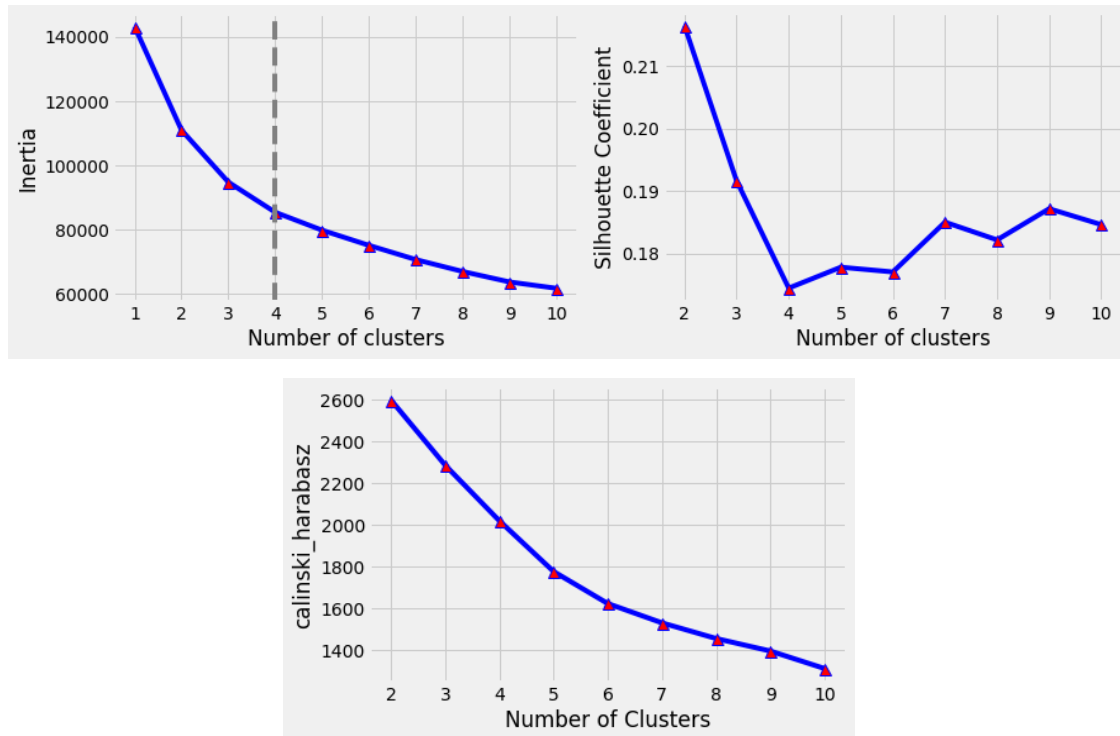 140000
120000
100000
80000
60000
Inertia
1 2 3 4 5 6 7 8 9 10
Number of clusters
0.21
0.20
0.19
0.18
Silhouette Coefficient
2 3 4 5 6 7 8 9 10
Number of clusters
2600
2400
2200
2000
1800
1600
1400
calinski_harabasz
2 3 4 5 6 7 8 9 10
Number of Clusters